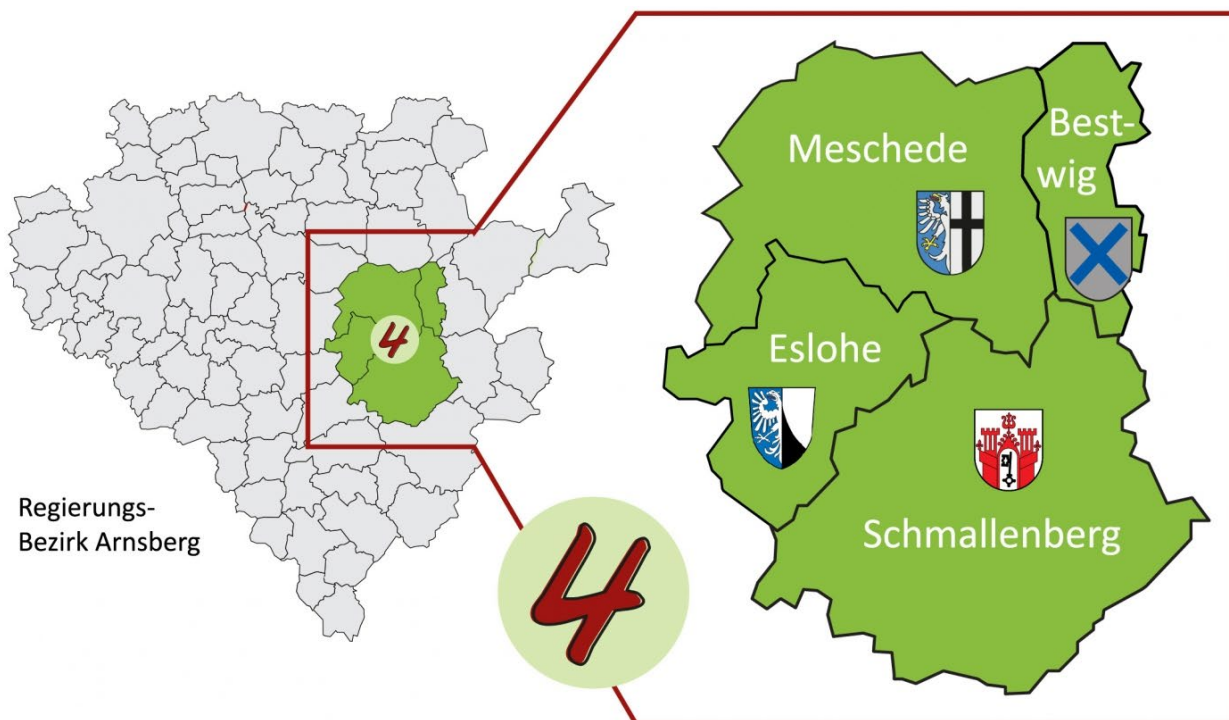 Regierungs-
Bezirk Arnsberg
4
4
Meschede
Best-
wig
Eslohe
Schmallenberg